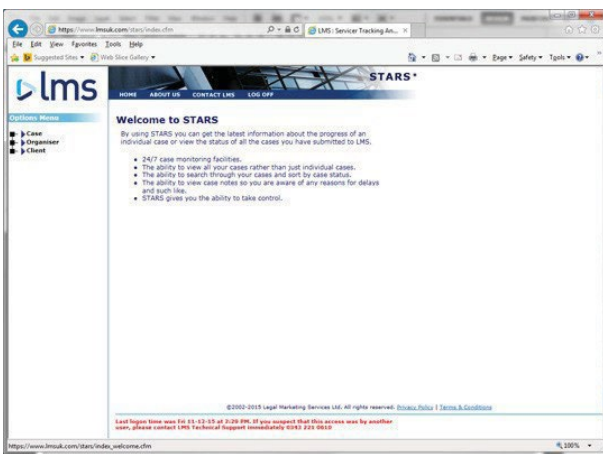 https://www.lmsuk.com/stars/index.cfm
LMS : Servicer Tracking An...
File Edit View Favorites Tools Help
Suggested Sites Web Slice Gallery
Page Safety Tools
lms
STARS*
HOME ABOUT US CONTACT LMS LOG OFF
Options Menu
Case
Organiser
Client
Welcome to STARS
By using STARS you can get the latest information about the progress of an
individual case or view the status of all the cases you have submitted to LMS.
24/7 case monitoring facilities.
The ability to view all your cases rather than just individual cases.
The ability to search through your cases and sort by case status.
The ability to view case notes so you are aware of any reasons for delays
and such like.
STARS gives you the ability to take control.
©2002-2015 Legal Marketing Services Ltd, All rights reserved. Privacy Policy | Terms & Conditions
Last logon time was Fri 11-12-15 at 3:29 PM. If you suspect that this access was by another
user, please contact LMS Technical Support immediately 0343 221 0610
https://www.lmsuk.com/stars/index_welcome.cfm
100%